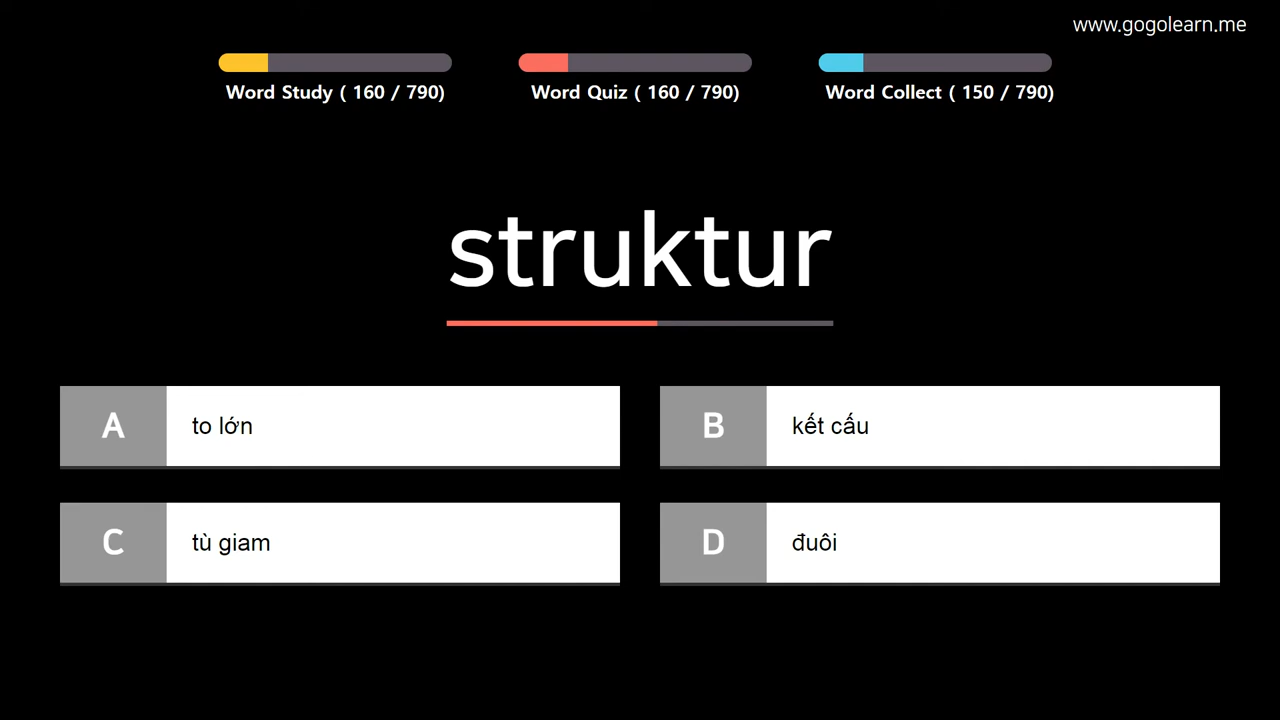 www.gogolearn.me
Word Study ( 160 / 790)
Word Quiz ( 160 / 790)
Word Collect ( 150 / 790)
struktur
A to lớn
B kết cấu
C tù giam
D đuôi